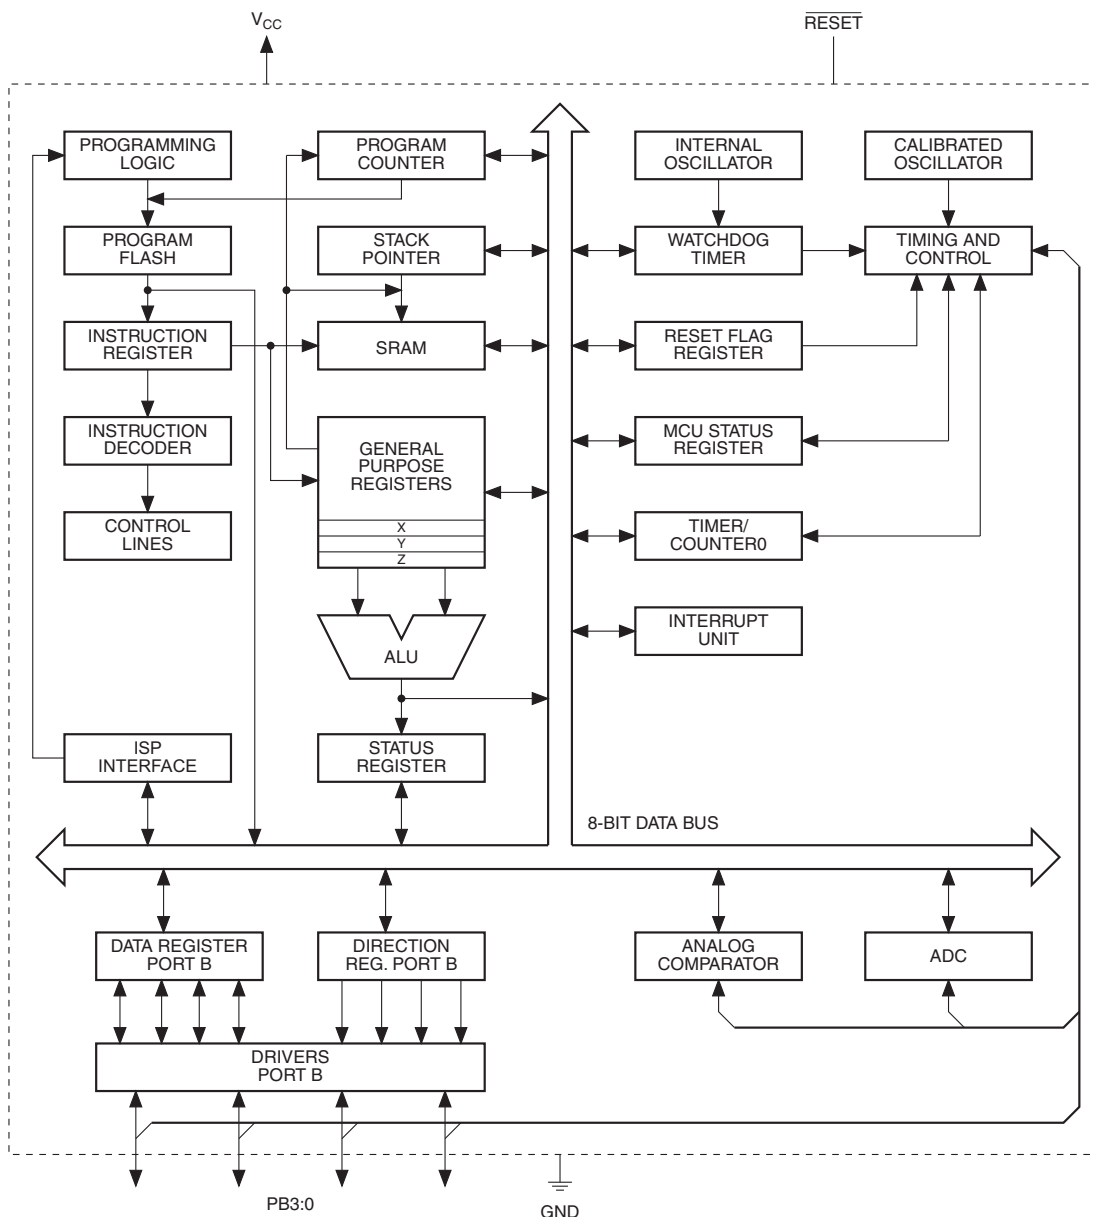 VCC
RESET
PROGRAMMING
LOGIC
PROGRAM
COUNTER
INTERNAL
OSCILLATOR
CALIBRATED
OSCILLATOR
PROGRAM
FLASH
STACK
POINTER
WATCHDOG
TIMER
TIMING AND
CONTROL
INSTRUCTION
REGISTER
SRAM
RESET FLAG
REGISTER
INSTRUCTION
DECODER
GENERAL
PURPOSE
REGISTERS
X
Y
Z
MCU STATUS
REGISTER
CONTROL
LINES
TIMER/
COUNTER0
ALU
INTERRUPT
UNIT
ISP
INTERFACE
STATUS
REGISTER
8-BIT DATA BUS
DATA REGISTER
PORT B
DIRECTION
REG. PORT B
ANALOG
COMPARATOR
ADC
DRIVERS
PORT B
PB3:0
GND